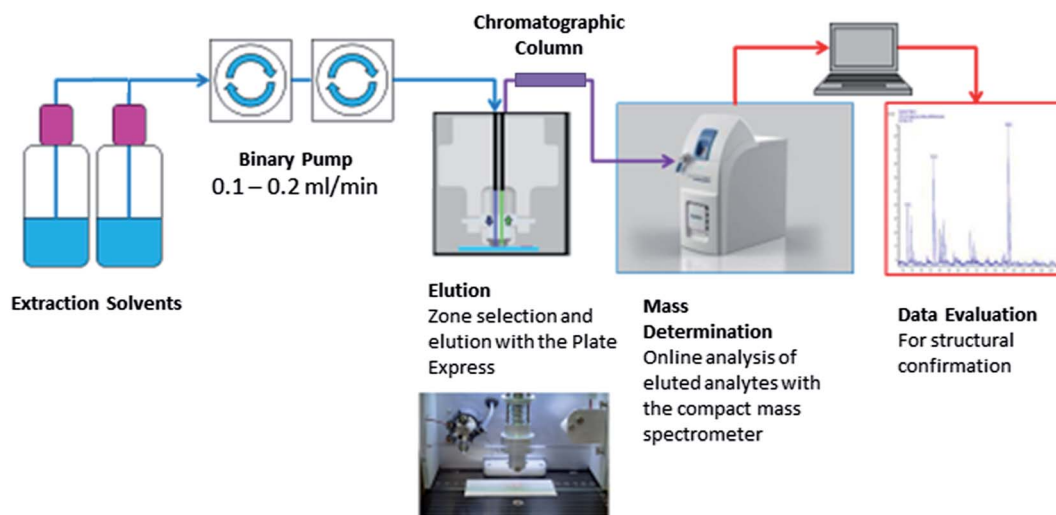 Chromatographic
Column
Binary Pump
0.1 – 0.2 ml/min
Extraction Solvents
Elution
Zone selection and
elution with the Plate
Express
Mass
Determination
Online analysis of
eluted analytes with
the compact mass
spectrometer
Data Evaluation
For structural
confirmation